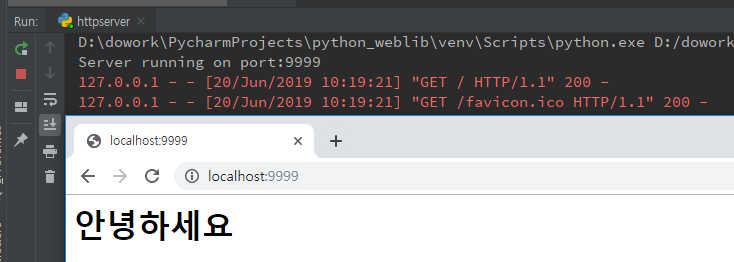 Run:
httpserver
D:\dowork\PycharmProjects\python_weblib\venv\Scripts\python.exe D:/dowork
Server running on port:9999
127.0.0.1 - - [20/Jun/2019 10:19:21] "GET / HTTP/1.1" 200 -
127.0.0.1 - - [20/Jun/2019 10:19:21] "GET /favicon.ico HTTP/1.1" 200 -
localhost:9999
localhost:9999
안녕하세요